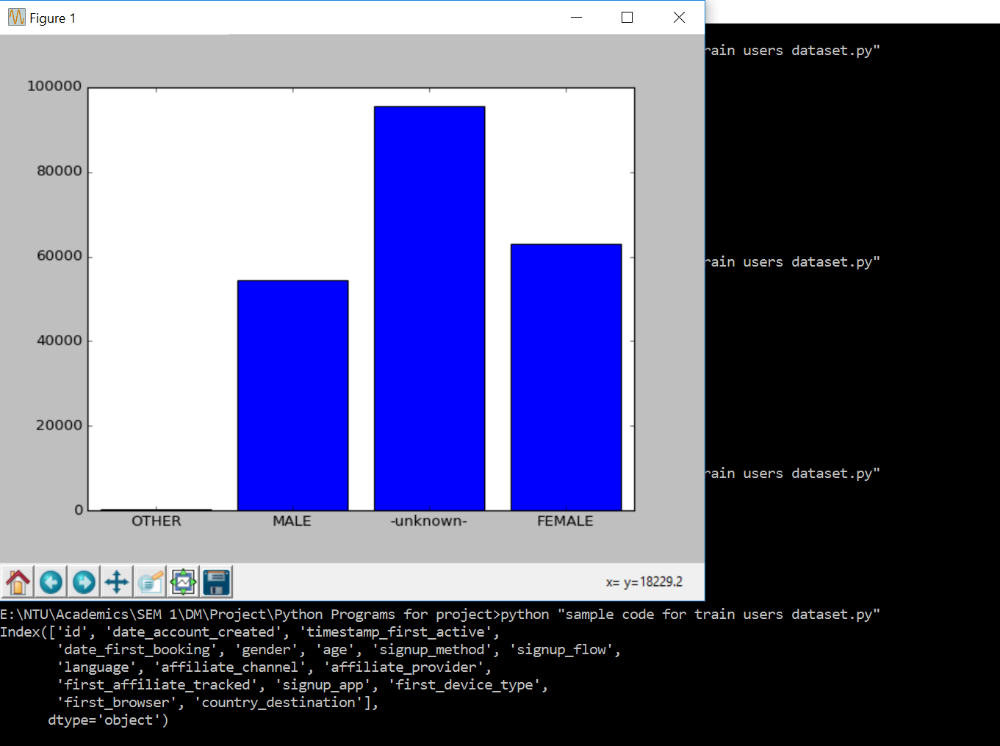 Figure 1
rain users dataset.py"
100000
80000
60000
rain users dataset.py"
40000
20000
rain users dataset.py"
0
OTHER MALE -unknown- FEMALE
x= y=18229.2
E:\NTU\Academics\SEM 1\DM\Project\Python Programs for project>python "sample code for train users dataset.py"
Index(['id', 'date_account_created', 'timestamp_first_active',
'date_first_booking', 'gender', 'age', 'signup_method', 'signup_flow',
'language', 'affiliate_channel', 'affiliate_provider',
'first_affiliate_tracked', 'signup_app', 'first_device_type',
'first_browser', 'country_destination'],
dtype='object')